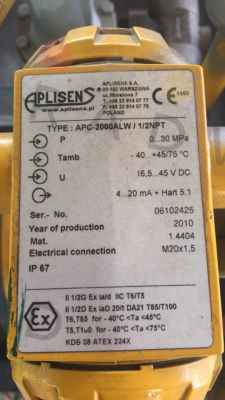 APLISENS
www.aplisens.pl
APLISENS S.A.
03-192 WARSZAWA
ul. Morelowa 7
T. +48 22 814 07 77
F. +48 22 814 07 78
POLAND
CE 1453
TYPE : APC-2000ALW / 1/2NPT
P 0...30 MPa
Tamb - 40...+45/75 °C
U 16,5...45 V DC
4...20 mA + Hart 5.1
Ser.- No. 06102425
Year of production 2010
Mat. 1.4404
Electrical connection M20x1,5
IP 67
Ex
II 1/2G Ex ia/d IIC T6/T5
II 1/2D Ex iaD 20/t DA21 T85/T100
T6,T85 for - 40°C <Ta <45°C
T5,T100 for - 40°C <Ta <75°C
KDB 08 ATEX 224X